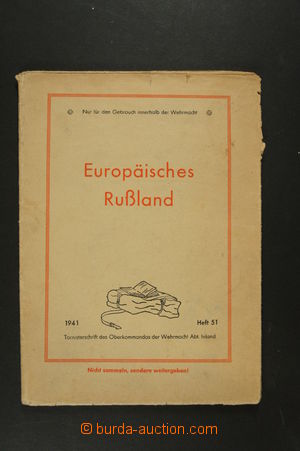 Nur für den Gebrauch innerhalb der Wehrmacht
Europäisches
Rußland
1941 Heft 51
Tornisterschrift des Oberkommandos der Wehrmacht Abt. Inland
Nicht sammeln, sondern weitergeben!
© burda-auction.com